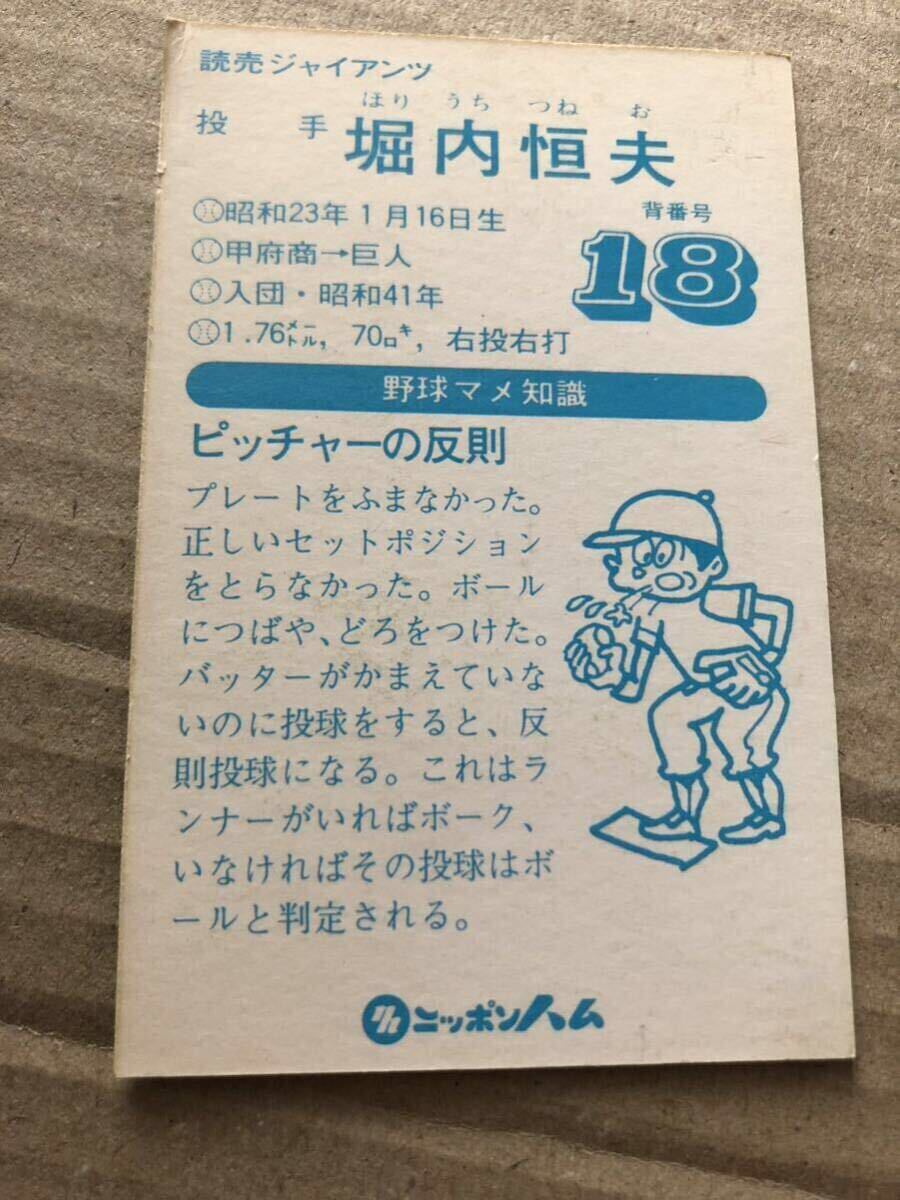 読売ジャイアンツ
ほり うち つね お
投手 堀内恒夫
昭和23年1月16日生
背番号
18
甲府商→巨人
入団・昭和41年
1.76メートル, 70キロ, 右投右打
野球マメ知識
ピッチャーの反則
プレートをふまなかった。
正しいセットポジション
をとらなかった。ボール
につばや、どろをつけた。
バッターがかまえていな
いのに投球をすると、反
則投球になる。これはラ
ンナーがいればボーク、
いなければその投球はボ
ールと判定される。
ニッポンハム